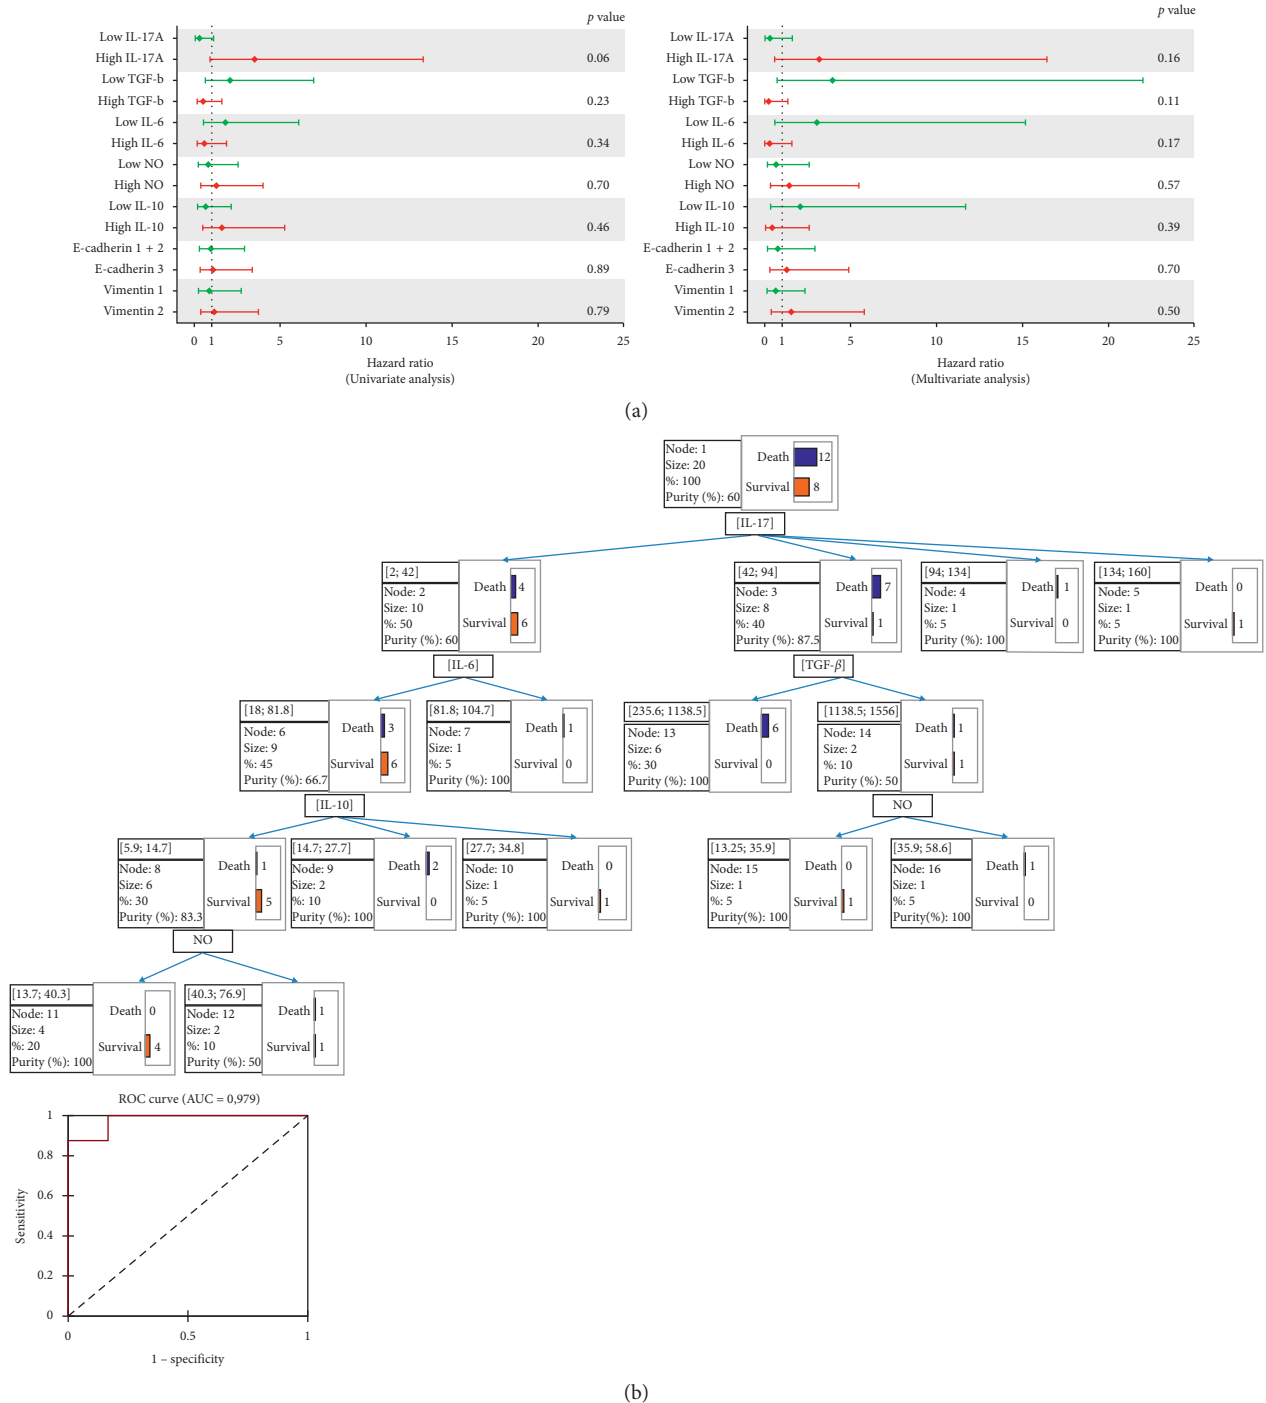 p value
Low IL-17A
High IL-17A
0.06
Low TGF-b
High TGF-b
0.23
Low IL-6
High IL-6
0.34
Low NO
High NO
0.70
Low IL-10
High IL-10
0.46
E-cadherin 1 + 2
E-cadherin 3
0.89
Vimentin 1
Vimentin 2
0.79
0 1 5 10 15 20 25
Hazard ratio
(Univariate analysis)
p value
Low IL-17A
High IL-17A
0.16
Low TGF-b
High TGF-b
0.11
Low IL-6
High IL-6
0.17
Low NO
High NO
0.57
Low IL-10
High IL-10
0.39
E-cadherin 1 + 2
E-cadherin 3
0.70
Vimentin 1
Vimentin 2
0.50
0 1 5 10 15 20 25
Hazard ratio
(Multivariate analysis)
(a)
Node: 1
Size: 20
%: 100
Purity (%): 60
Death 12
Survival 8
[IL-17]
[2; 42]
Node: 2
Size: 10
%: 50
Purity (%): 60
Death 4
Survival 6
[IL-6]
[42; 94]
Node: 3
Size: 8
%: 40
Purity (%): 87.5
Death 7
Survival 1
[TGF-β]
[94; 134]
Node: 4
Size: 1
%: 5
Purity (%): 100
Death 1
Survival 0
[134; 160]
Node: 5
Size: 1
%: 5
Purity (%): 100
Death 0
Survival 1
[18; 81.8]
Node: 6
Size: 9
%: 45
Purity (%): 66.7
Death 3
Survival 6
[IL-10]
[81.8; 104.7]
Node: 7
Size: 1
%: 5
Purity (%): 100
Death 1
Survival 0
[235.6; 1138.5]
Node: 13
Size: 6
%: 30
Purity (%): 100
Death 6
Survival 0
[1138.5; 1556]
Node: 14
Size: 2
%: 10
Purity (%): 50
Death 1
Survival 1
NO
[5.9; 14.7]
Node: 8
Size: 6
%: 30
Purity (%): 83.3
Death 1
Survival 5
NO
[14.7; 27.7]
Node: 9
Size: 2
%: 10
Purity (%): 100
Death 2
Survival 0
[27.7; 34.8]
Node: 10
Size: 1
%: 5
Purity (%): 100
Death 0
Survival 1
[13.25; 35.9]
Node: 15
Size: 1
%: 5
Purity(%): 100
Death 0
Survival 1
[35.9; 58.6]
Node: 16
Size: 1
%: 5
Purity (%): 100
Death 1
Survival 0
[13.7; 40.3]
Node: 11
Size: 4
%: 20
Purity (%): 100
Death 0
Survival 4
[40.3; 76.9]
Node: 12
Size: 2
%: 10
Purity (%): 50
Death 1
Survival 1
ROC curve (AUC = 0,979)
Sensitivity
1
0.8
0.6
0.4
0.2
0
0 0.5 1
1 – specificity
(b)